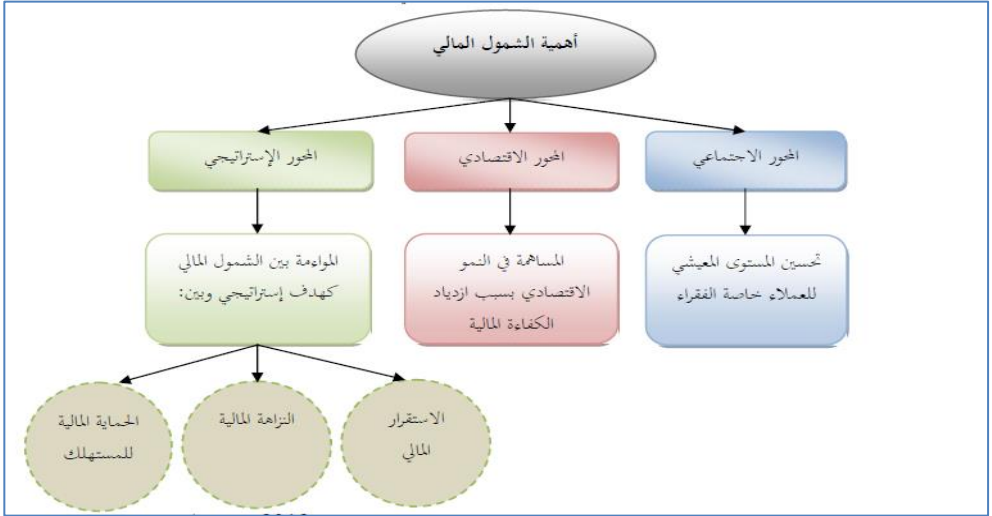 أهمية الشمول المالي
المحور الاجتماعي
المحور الاقتصادي
المحور الإستراتيجي
تحسين المستوى المعيشي
للعملاء خاصة الفقراء
المساهمة في النمو
الاقتصادي بسبب ازدياد
الكفاءة المالية
المواءمة بين الشمول المالي
كهدف إستراتيجي وبين:
الاستقرار
المالي
النزاهة المالية
الحماية المالية
للمستهلك